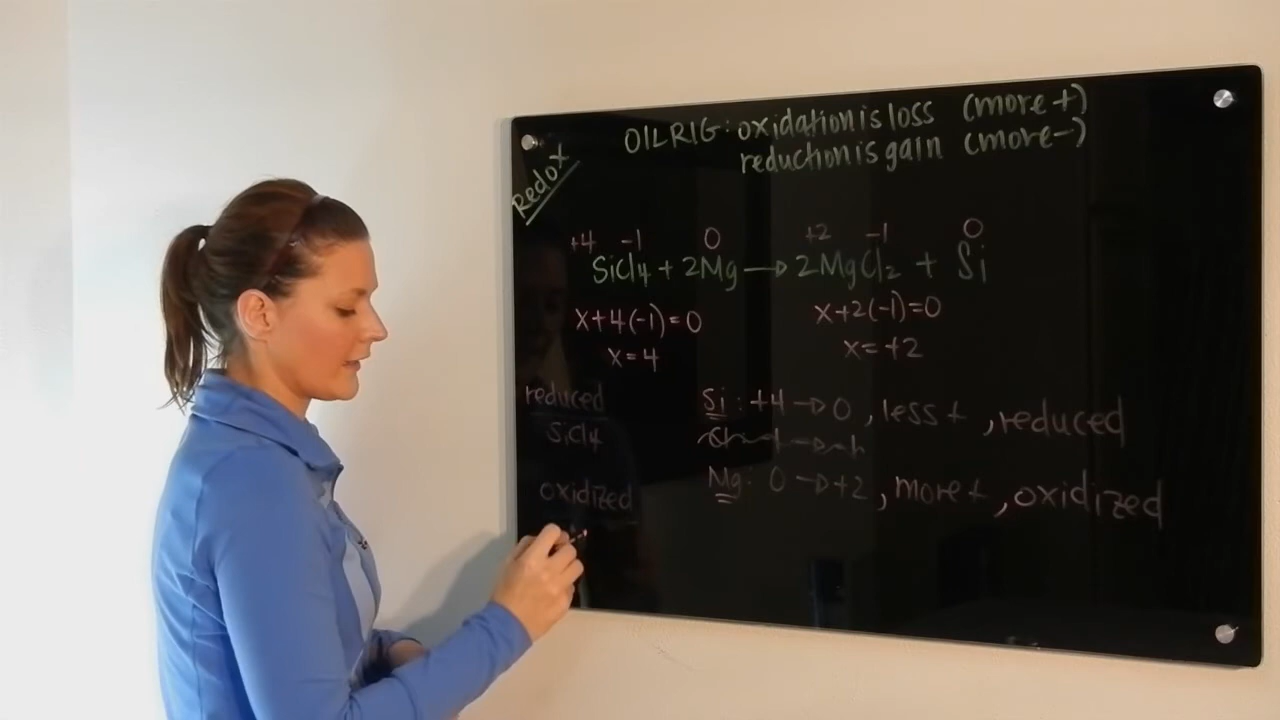 OILRIG: oxidation is loss (more +)
reduction is gain (more -)
Redox
+4 -1 0 +2 -1 0
SiCl4 + 2Mg → 2MgCl2 + Si
x+4(-1)=0 x+2(-1)=0
x=4 x=+2
reduced Si: +4 → 0, less +, reduced
SiCl4
oxidized Mg: 0 → +2, more +, oxidized